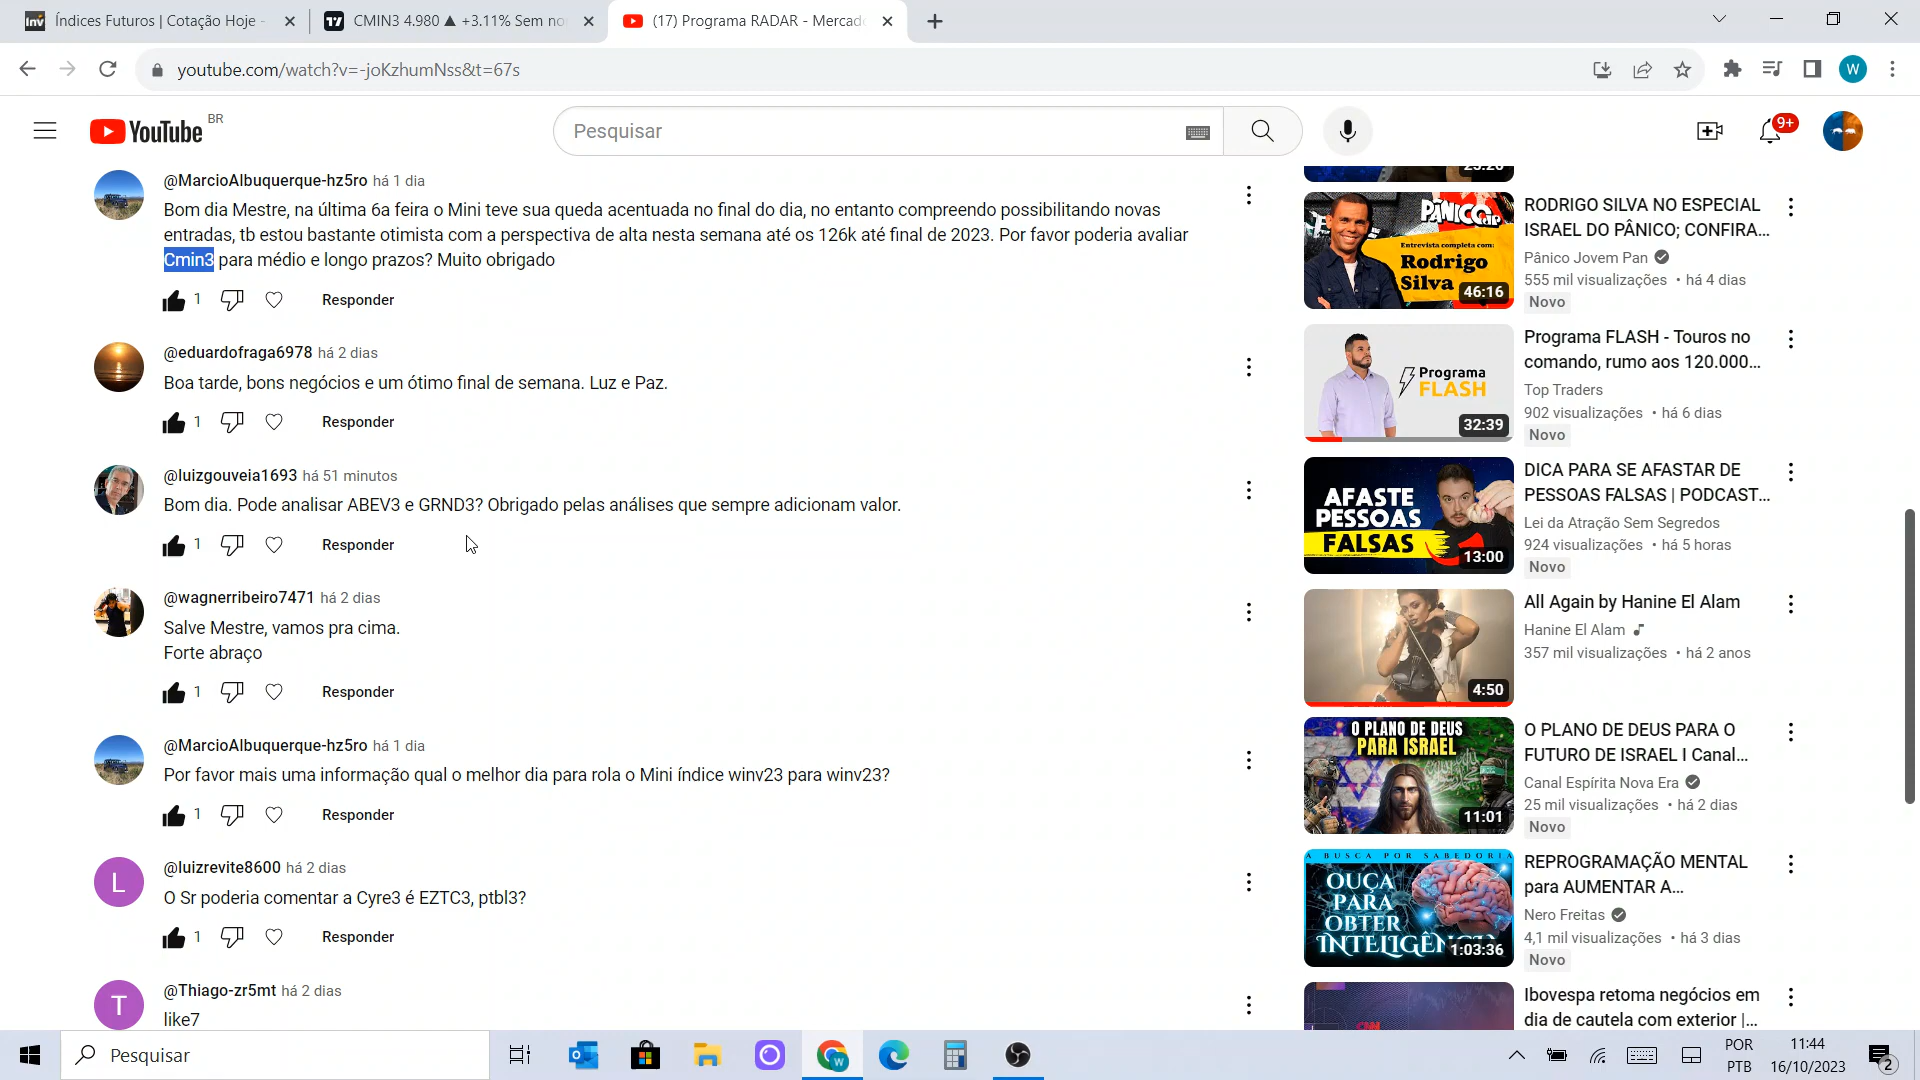 Índices Futuros | Cotação Hoje -
CMIN3 4.980 ▲ +3.11% Sem no
(17) Programa RADAR - Mercad
youtube.com/watch?v=-joKzhumNss&t=67s
W
YouTube BR
Pesquisar
9+
@MarcioAlbuquerque-hz5ro há 1 dia
Bom dia Mestre, na última 6a feira o Mini teve sua queda acentuada no final do dia, no entanto compreendo possibilitando novas
entradas, tb estou bastante otimista com a perspectiva de alta nesta semana até os 126k até final de 2023. Por favor poderia avaliar
Cmin3 para médio e longo prazos? Muito obrigado
1 Responder
@eduardofraga6978 há 2 dias
Boa tarde, bons negócios e um ótimo final de semana. Luz e Paz.
1 Responder
@luizgouveia1693 há 51 minutos
Bom dia. Pode analisar ABEV3 e GRND3? Obrigado pelas análises que sempre adicionam valor.
1 Responder
@wagnerribeiro7471 há 2 dias
Salve Mestre, vamos pra cima.
Forte abraço
1 Responder
@MarcioAlbuquerque-hz5ro há 1 dia
Por favor mais uma informação qual o melhor dia para rola o Mini índice winv23 para winv23?
1 Responder
L
@luizrevite8600 há 2 dias
O Sr poderia comentar a Cyre3 é EZTC3, ptbl3?
1 Responder
T
@Thiago-zr5mt há 2 dias
like7
PÂNICO JP
Entrevista completa com:
Rodrigo
Silva
46:16
RODRIGO SILVA NO ESPECIAL
ISRAEL DO PÂNICO; CONFIRA...
Pânico Jovem Pan
555 mil visualizações • há 4 dias
Novo
Programa
FLASH
32:39
Programa FLASH - Touros no
comando, rumo aos 120.000...
Top Traders
902 visualizações • há 6 dias
Novo
AFASTE
PESSOAS
FALSAS
13:00
DICA PARA SE AFASTAR DE
PESSOAS FALSAS | PODCAST...
Lei da Atração Sem Segredos
924 visualizações • há 5 horas
Novo
4:50
All Again by Hanine El Alam
Hanine El Alam
357 mil visualizações • há 2 anos
O PLANO DE DEUS
PARA ISRAEL
11:01
O PLANO DE DEUS PARA O
FUTURO DE ISRAEL I Canal...
Canal Espírita Nova Era
25 mil visualizações • há 2 dias
Novo
A BUSCA POR SABEDORIA
OUÇA
PARA
OBTER
INTELIGÊNCIA
1:03:36
REPROGRAMAÇÃO MENTAL
para AUMENTAR A...
Nero Freitas
4,1 mil visualizações • há 3 dias
Novo
Ibovespa retoma negócios em
dia de cautela com exterior |...
Pesquisar
POR
PTB
11:44
16/10/2023
2